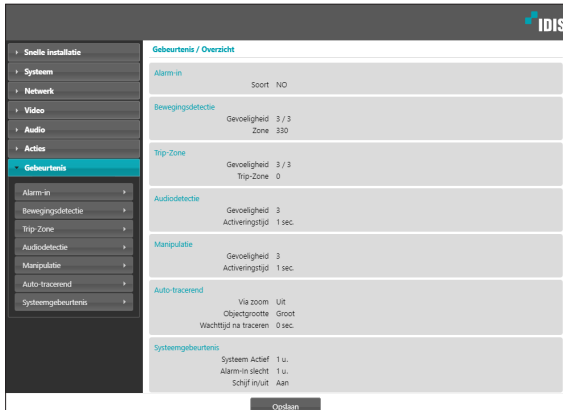 IDIS
Snelle installatie
Systeem
Netwerk
Video
Audio
Acties
Gebeurtenis
Alarm-in
Bewegingsdetectie
Trip-Zone
Audiodetectie
Manipulatie
Auto-tracerend
Systeemgebeurtenis
Gebeurtenis / Overzicht
Alarm-in
Soort NO
Bewegingsdetectie
Gevoeligheid 3 / 3
Zone 330
Trip-Zone
Gevoeligheid 3 / 3
Trip-Zone 0
Audiodetectie
Gevoeligheid 3
Activeringstijd 1 sec.
Manipulatie
Gevoeligheid 3
Activeringstijd 1 sec.
Auto-tracerend
Via zoom Uit
Objectgrootte Groot
Wachttijd na traceren 0 sec.
Systeemgebeurtenis
Systeem Actief 1 u.
Alarm-in slecht 1 u.
Schijf in/uit Aan
Opslaan